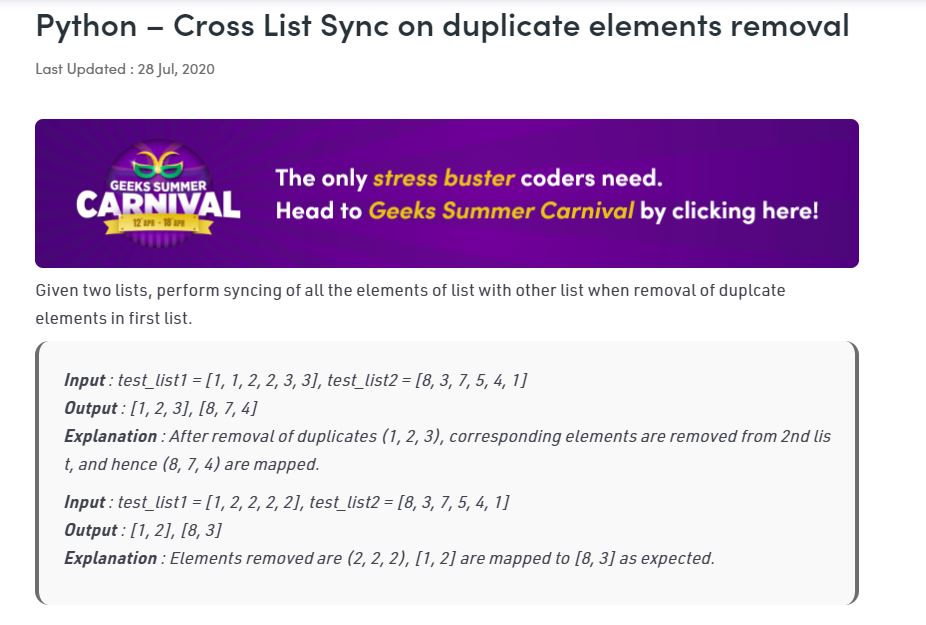 Python – Cross List Sync on duplicate elements removal
Last Updated : 28 Jul, 2020
GEEKS SUMMER
CARNIVAL
12 APR - 18 APR
The only stress buster coders need.
Head to Geeks Summer Carnival by clicking here!
Given two lists, perform syncing of all the elements of list with other list when removal of duplcate
elements in first list.
Input : test_list1 = [1, 1, 2, 2, 3, 3], test_list2 = [8, 3, 7, 5, 4, 1]
Output : [1, 2, 3], [8, 7, 4]
Explanation : After removal of duplicates (1, 2, 3), corresponding elements are removed from 2nd lis
t, and hence (8, 7, 4) are mapped.
Input : test_list1 = [1, 2, 2, 2, 2], test_list2 = [8, 3, 7, 5, 4, 1]
Output : [1, 2], [8, 3]
Explanation : Elements removed are (2, 2, 2), [1, 2] are mapped to [8, 3] as expected.